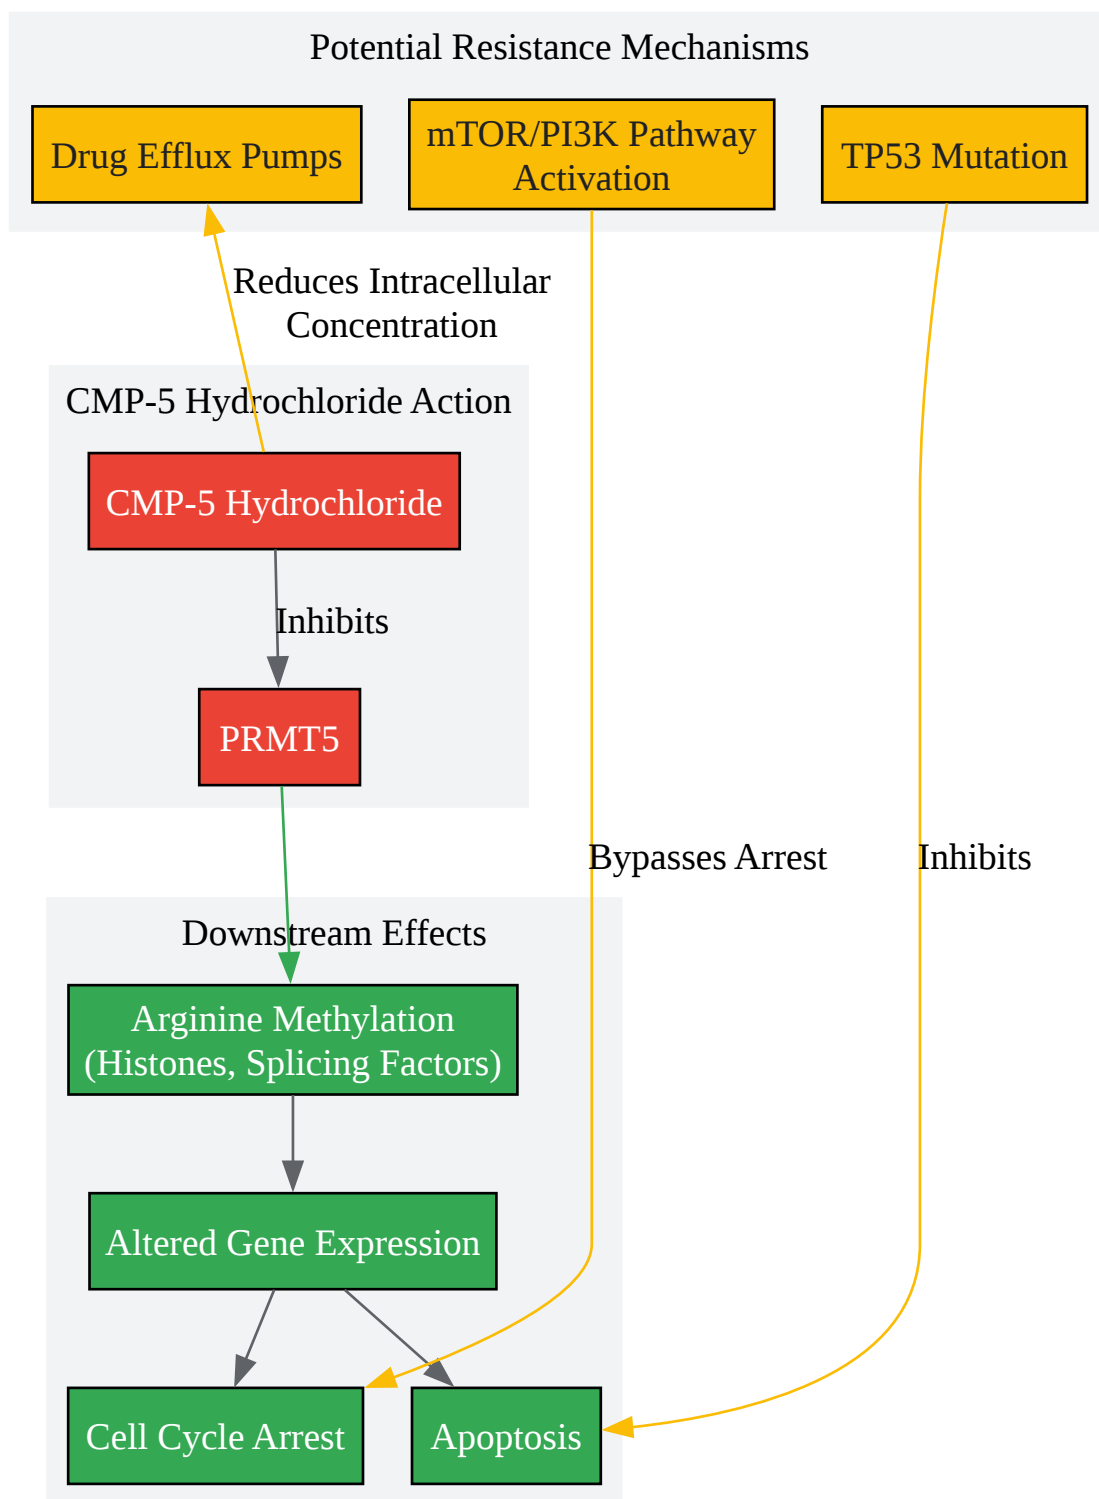 Potential Resistance Mechanisms
Drug Efflux Pumps
mTOR/PI3K Pathway
Activation
TP53 Mutation
Reduces Intracellular
Concentration
CMP-5 Hydrochloride Action
CMP-5 Hydrochloride
Inhibits
PRMT5
Bypasses Arrest
Inhibits
Downstream Effects
Arginine Methylation
(Histones, Splicing Factors)
Altered Gene Expression
Cell Cycle Arrest
Apoptosis